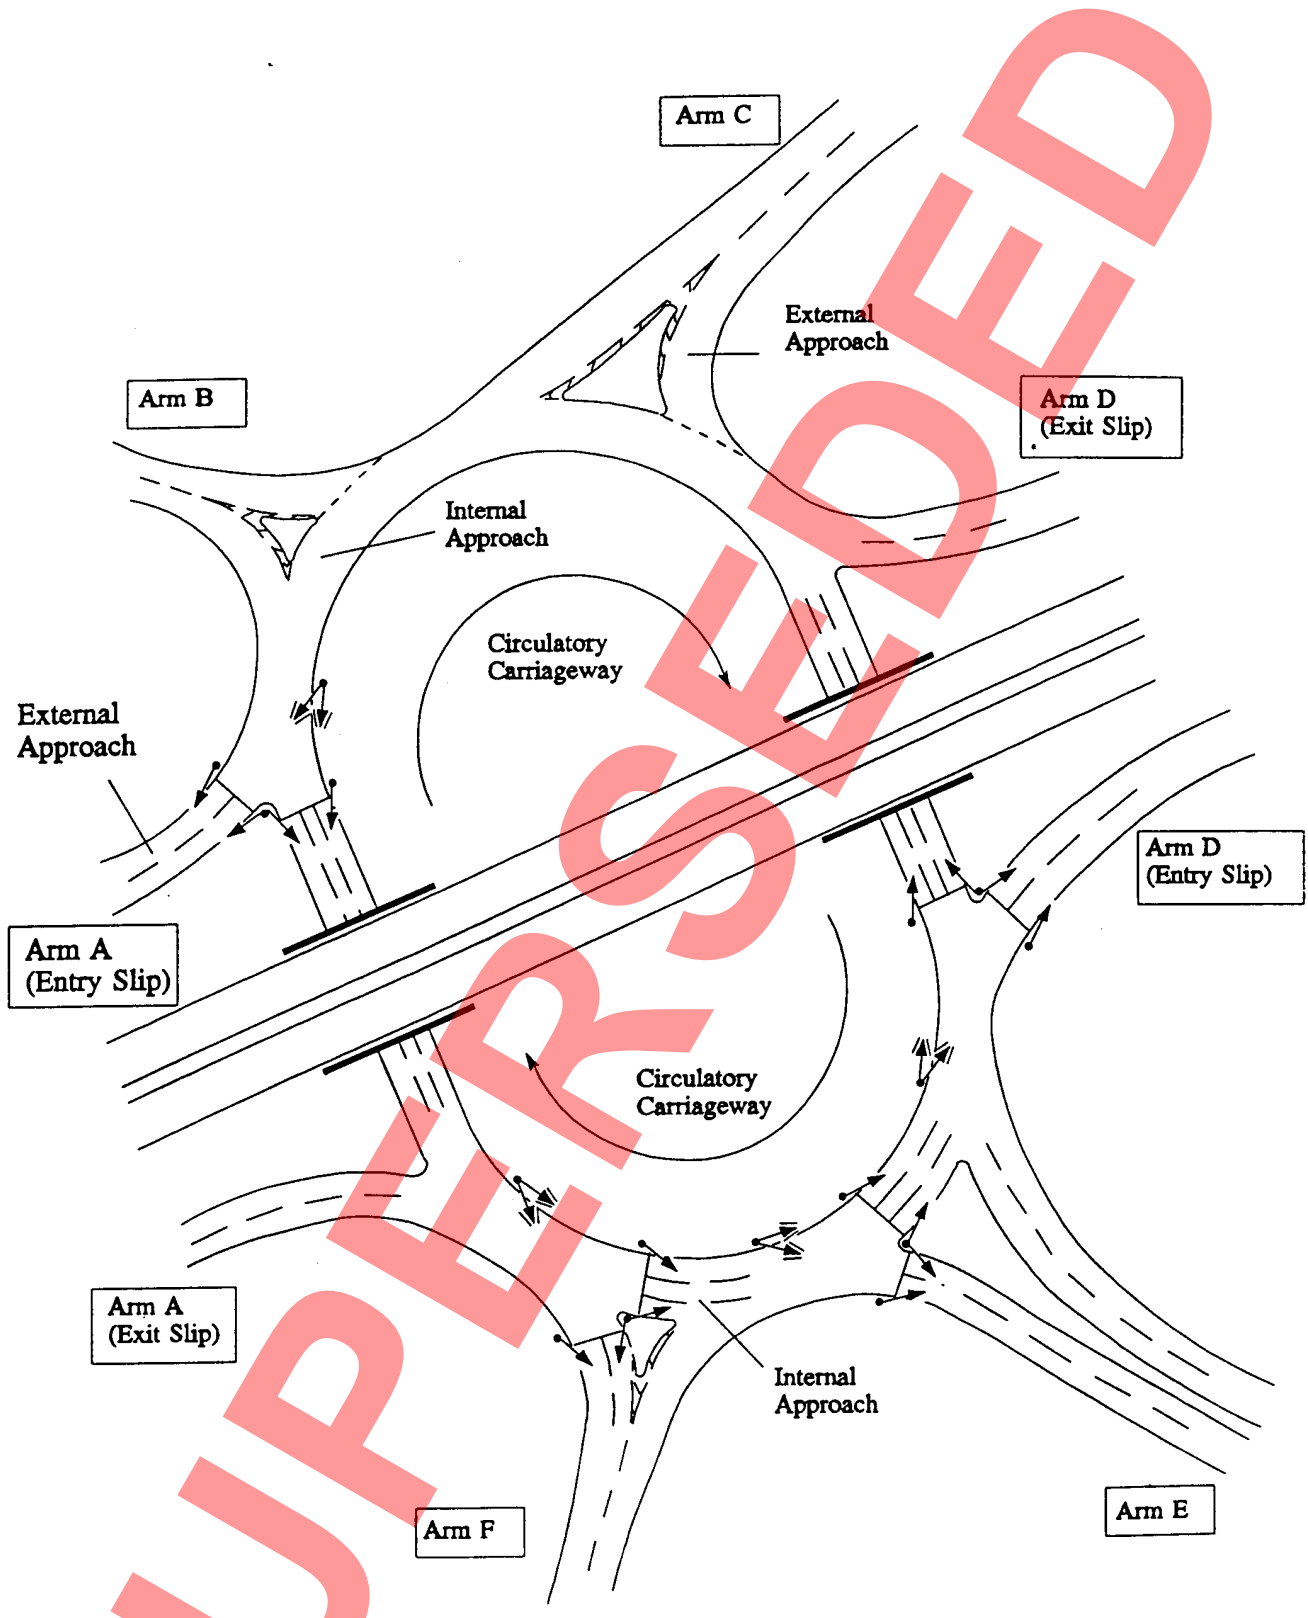 Arm C
External
Approach
Arm B
Arm D
(Exit Slip)
Internal
Approach
Circulatory
Carriageway
External
Approach
Arm D
(Entry Slip)
Arm A
(Entry Slip)
Circulatory
Carriageway
Arm A
(Exit Slip)
Internal
Approach
Arm F
Arm E
SUPERSEDED